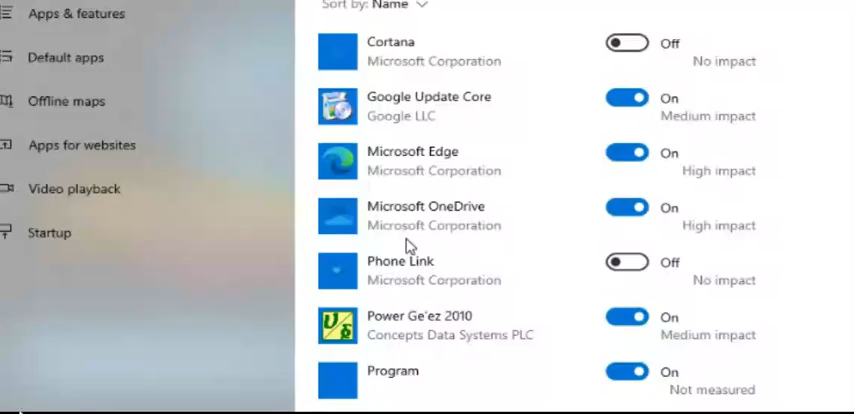 Sort by: Name
Apps & features
Default apps
Offline maps
Apps for websites
Video playback
Startup
Cortana
Microsoft Corporation
Off
No impact
Google Update Core
Google LLC
On
Medium impact
Microsoft Edge
Microsoft Corporation
On
High impact
Microsoft OneDrive
Microsoft Corporation
On
High impact
Phone Link
Microsoft Corporation
Off
No impact
Power Ge'ez 2010
Concepts Data Systems PLC
On
Medium impact
Program
On
Not measured